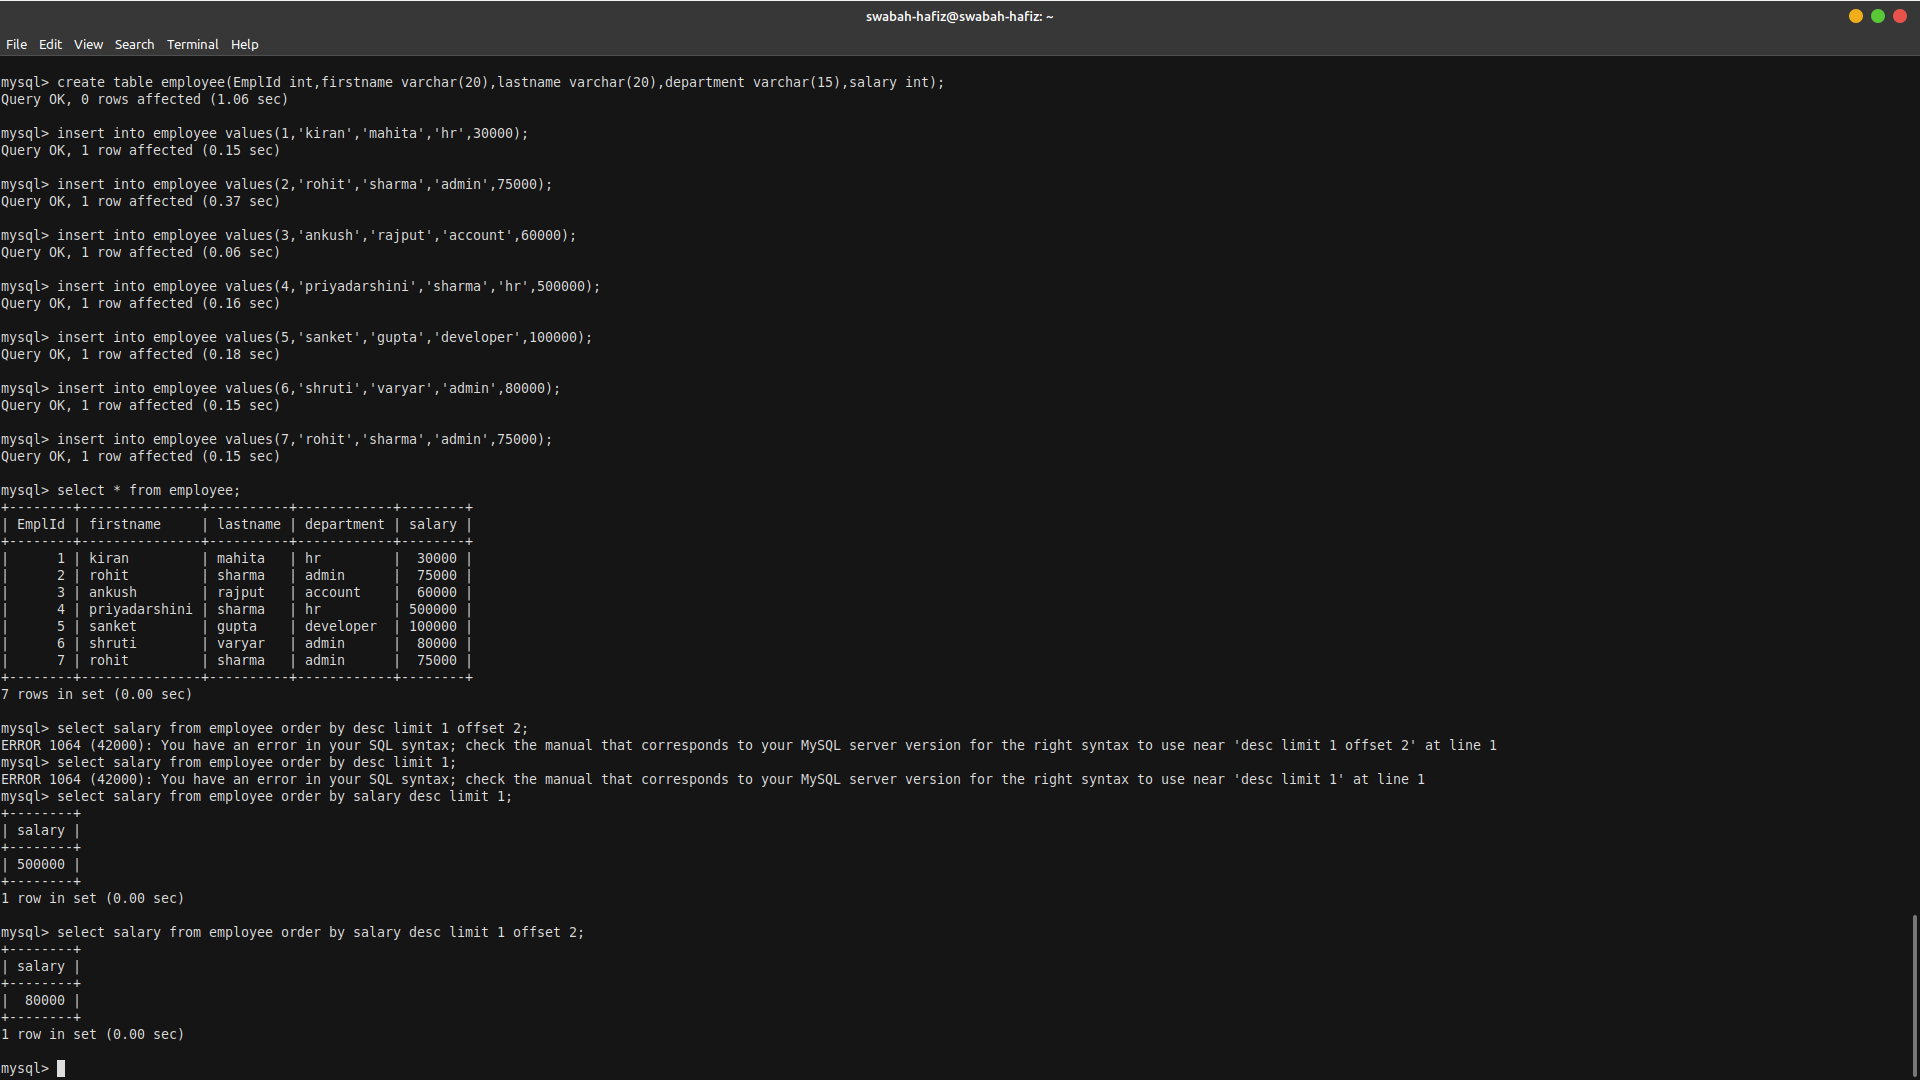 swabah-hafiz@swabah-hafiz: ~
File Edit View Search Terminal Help
mysql> create table employee(EmplId int,firstname varchar(20),lastname varchar(20),department varchar(15),salary int);
Query OK, 0 rows affected (1.06 sec)
mysql> insert into employee values(1,'kiran','mahita','hr',30000);
Query OK, 1 row affected (0.15 sec)
mysql> insert into employee values(2,'rohit','sharma','admin',75000);
Query OK, 1 row affected (0.37 sec)
mysql> insert into employee values(3,'ankush','rajput','account',60000);
Query OK, 1 row affected (0.06 sec)
mysql> insert into employee values(4,'priyadarshini','sharma','hr',500000);
Query OK, 1 row affected (0.16 sec)
mysql> insert into employee values(5,'sanket','gupta','developer',100000);
Query OK, 1 row affected (0.18 sec)
mysql> insert into employee values(6,'shruti','varyar','admin',80000);
Query OK, 1 row affected (0.15 sec)
mysql> insert into employee values(7,'rohit','sharma','admin',75000);
Query OK, 1 row affected (0.15 sec)
mysql> select * from employee;
+--------+---------------+----------+------------+--------+
| EmplId | firstname     | lastname | department | salary |
+--------+---------------+----------+------------+--------+
|      1 | kiran         | mahita   | hr         |  30000 |
|      2 | rohit         | sharma   | admin      |  75000 |
|      3 | ankush        | rajput   | account    |  60000 |
|      4 | priyadarshini | sharma   | hr         | 500000 |
|      5 | sanket        | gupta    | developer  | 100000 |
|      6 | shruti        | varyar   | admin      |  80000 |
|      7 | rohit         | sharma   | admin      |  75000 |
+--------+---------------+----------+------------+--------+
7 rows in set (0.00 sec)
mysql> select salary from employee order by desc limit 1 offset 2;
ERROR 1064 (42000): You have an error in your SQL syntax; check the manual that corresponds to your MySQL server version for the right syntax to use near 'desc limit 1 offset 2' at line 1
mysql> select salary from employee order by desc limit 1;
ERROR 1064 (42000): You have an error in your SQL syntax; check the manual that corresponds to your MySQL server version for the right syntax to use near 'desc limit 1' at line 1
mysql> select salary from employee order by salary desc limit 1;
+--------+
| salary |
+--------+
| 500000 |
+--------+
1 row in set (0.00 sec)
mysql> select salary from employee order by salary desc limit 1 offset 2;
+--------+
| salary |
+--------+
|  80000 |
+--------+
1 row in set (0.00 sec)
mysql>